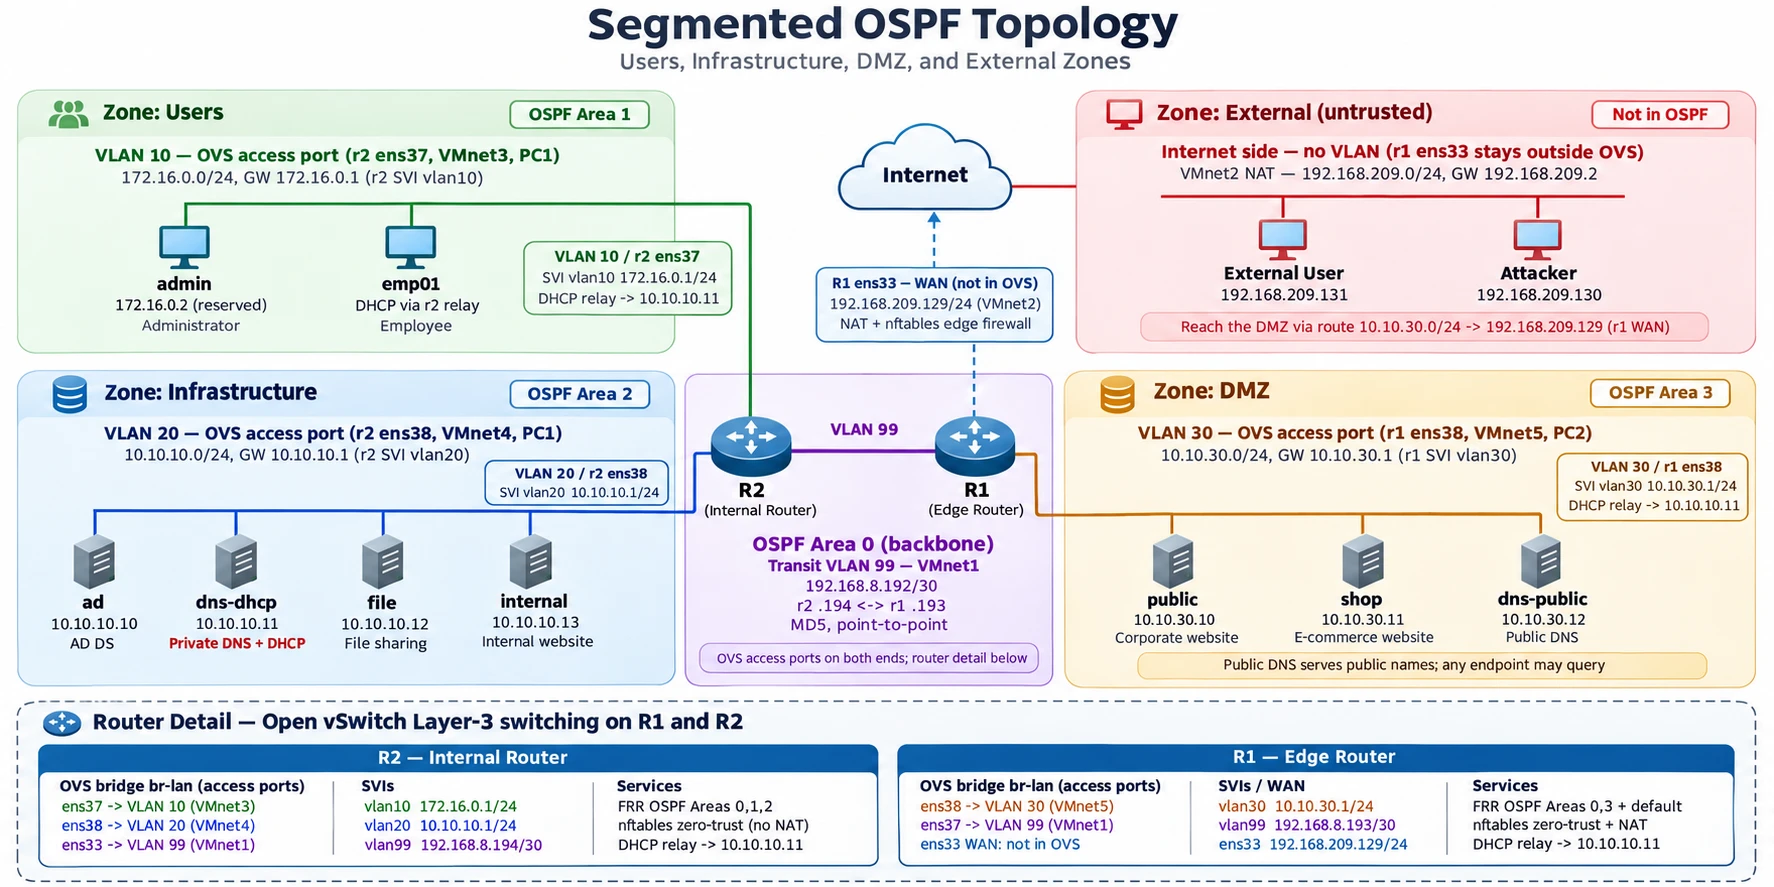 Segmented OSPF Topology
Users, Infrastructure, DMZ, and External Zones
Zone: Users
OSPF Area 1
VLAN 10 — OVS access port (r2 ens37, VMnet3, PC1)
172.16.0.0/24, GW 172.16.0.1 (r2 SVI vlan10)
admin
172.16.0.2 (reserved)
Administrator
emp01
DHCP via r2 relay
Employee
VLAN 10 / r2 ens37
SVI vlan10 172.16.0.1/24
DHCP relay -> 10.10.10.11
Internet
R1 ens33 — WAN (not in OVS)
192.168.209.129/24 (VMnet2)
NAT + nftables edge firewall
Zone: External (untrusted)
Not in OSPF
Internet side — no VLAN (r1 ens33 stays outside OVS)
VMnet2 NAT — 192.168.209.0/24, GW 192.168.209.2
External User
192.168.209.131
Attacker
192.168.209.130
Reach the DMZ via route 10.10.30.0/24 -> 192.168.209.129 (r1 WAN)
Zone: Infrastructure
OSPF Area 2
VLAN 20 — OVS access port (r2 ens38, VMnet4, PC1)
10.10.10.0/24, GW 10.10.10.1 (r2 SVI vlan20)
VLAN 20 / r2 ens38
SVI vlan20 10.10.10.1/24
ad
10.10.10.10
AD DS
dns-dhcp
10.10.10.11
Private DNS + DHCP
file
10.10.10.12
File sharing
internal
10.10.10.13
Internal website
VLAN 99
R2
(Internal Router)
R1
(Edge Router)
OSPF Area 0 (backbone)
Transit VLAN 99 — VMnet1
192.168.8.192/30
r2 .194 <-> r1 .193
MD5, point-to-point
OVS access ports on both ends; router detail below
Zone: DMZ
OSPF Area 3
VLAN 30 — OVS access port (r1 ens38, VMnet5, PC2)
10.10.30.0/24, GW 10.10.30.1 (r1 SVI vlan30)
VLAN 30 / r1 ens38
SVI vlan30 10.10.30.1/24
DHCP relay -> 10.10.10.11
public
10.10.30.10
Corporate website
shop
10.10.30.11
E-commerce website
dns-public
10.10.30.12
Public DNS
Public DNS serves public names; any endpoint may query
Router Detail — Open vSwitch Layer-3 switching on R1 and R2
R2 — Internal Router
OVS bridge br-lan (access ports)
ens37 -> VLAN 10 (VMnet3)
ens38 -> VLAN 20 (VMnet4)
ens33 -> VLAN 99 (VMnet1)
SVIs
vlan10 172.16.0.1/24
vlan20 10.10.10.1/24
vlan99 192.168.8.194/30
Services
FRR OSPF Areas 0,1,2
nftables zero-trust (no NAT)
DHCP relay -> 10.10.10.11
R1 — Edge Router
OVS bridge br-lan (access ports)
ens38 -> VLAN 30 (VMnet5)
ens37 -> VLAN 99 (VMnet1)
ens33 WAN: not in OVS
SVIs / WAN
vlan30 10.10.30.1/24
vlan99 192.168.8.193/30
ens33 192.168.209.129/24
Services
FRR OSPF Areas 0,3 + default
nftables zero-trust + NAT
DHCP relay -> 10.10.10.11